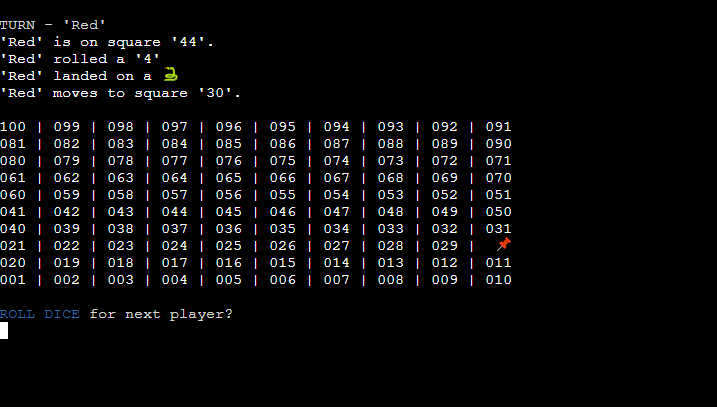 TURN - 'Red'
'Red' is on square '44'.
'Red' rolled a '4'
'Red' landed on a 🐍
'Red' moves to square '30'.
100 | 099 | 098 | 097 | 096 | 095 | 094 | 093 | 092 | 091
081 | 082 | 083 | 084 | 085 | 086 | 087 | 088 | 089 | 090
080 | 079 | 078 | 077 | 076 | 075 | 074 | 073 | 072 | 071
061 | 062 | 063 | 064 | 065 | 066 | 067 | 068 | 069 | 070
060 | 059 | 058 | 057 | 056 | 055 | 054 | 053 | 052 | 051
041 | 042 | 043 | 044 | 045 | 046 | 047 | 048 | 049 | 050
040 | 039 | 038 | 037 | 036 | 035 | 034 | 033 | 032 | 031
021 | 022 | 023 | 024 | 025 | 026 | 027 | 028 | 029 | 📌
020 | 019 | 018 | 017 | 016 | 015 | 014 | 013 | 012 | 011
001 | 002 | 003 | 004 | 005 | 006 | 007 | 008 | 009 | 010
ROLL DICE for next player?